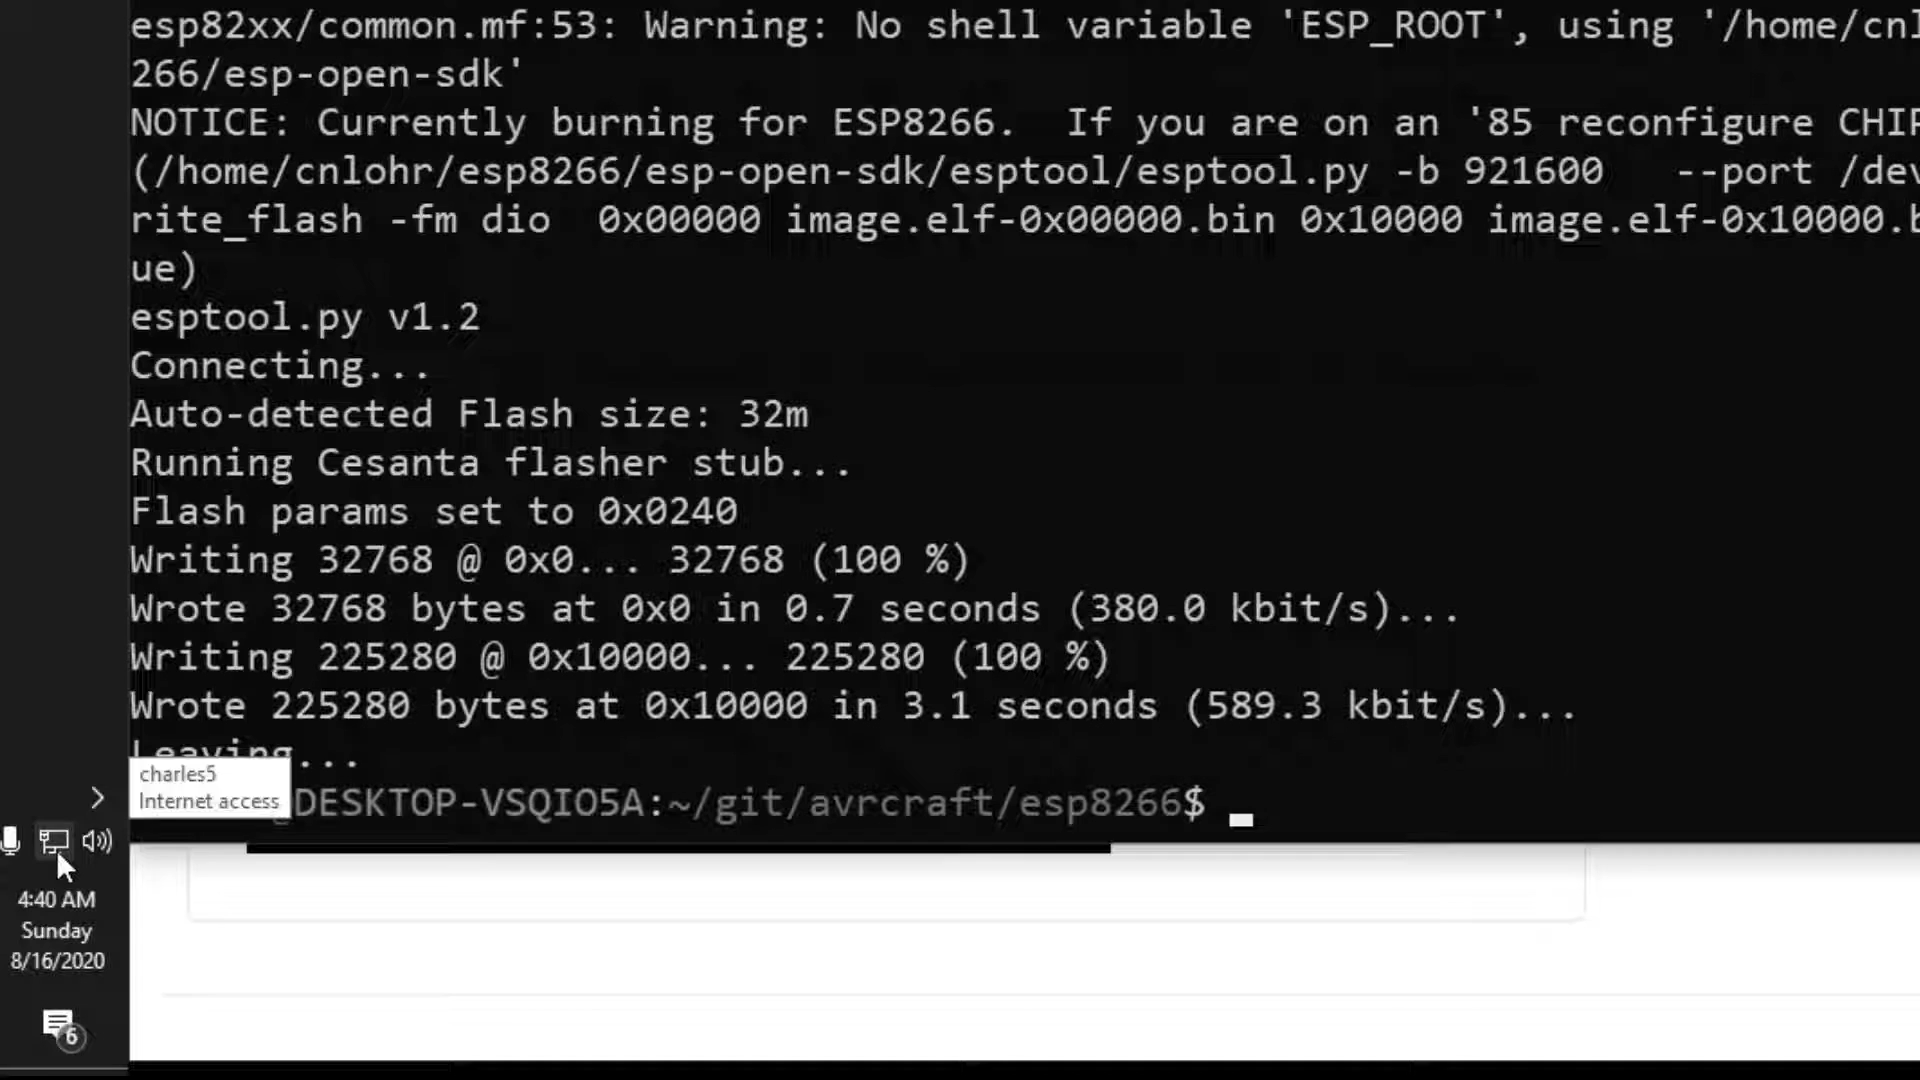 esp82xx/common.mf:53: Warning: No shell variable 'ESP_ROOT', using '/home/cnl
266/esp-open-sdk'
NOTICE: Currently burning for ESP8266.  If you are on an '85 reconfigure CHIP
(/home/cnlohr/esp8266/esp-open-sdk/esptool/esptool.py -b 921600   --port /dev
rite_flash -fm dio  0x00000 image.elf-0x00000.bin 0x10000 image.elf-0x10000.b
ue)
esptool.py v1.2
Connecting...
Auto-detected Flash size: 32m
Running Cesanta flasher stub...
Flash params set to 0x0240
Writing 32768 @ 0x0... 32768 (100 %)
Wrote 32768 bytes at 0x0 in 0.7 seconds (380.0 kbit/s)...
Writing 225280 @ 0x10000... 225280 (100 %)
Wrote 225280 bytes at 0x10000 in 3.1 seconds (589.3 kbit/s)...
Leaving...
charles5
Internet access
DESKTOP-VSQIO5A:~/git/avrcraft/esp8266$
4:40 AM
Sunday
8/16/2020
6